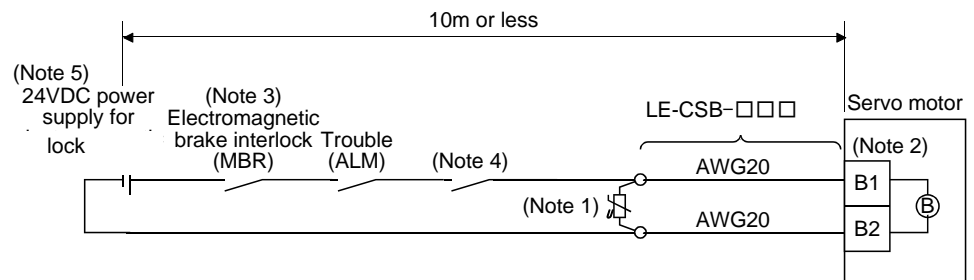 10m or less
(Note 5)
24VDC power
supply for
lock
(Note 3)
Electromagnetic
brake interlock
(MBR)
Trouble
(ALM)
(Note 4)
LE-CSB-□□□
Servo motor
(Note 2)
AWG20
B1
(Note 1)
B
AWG20
B2